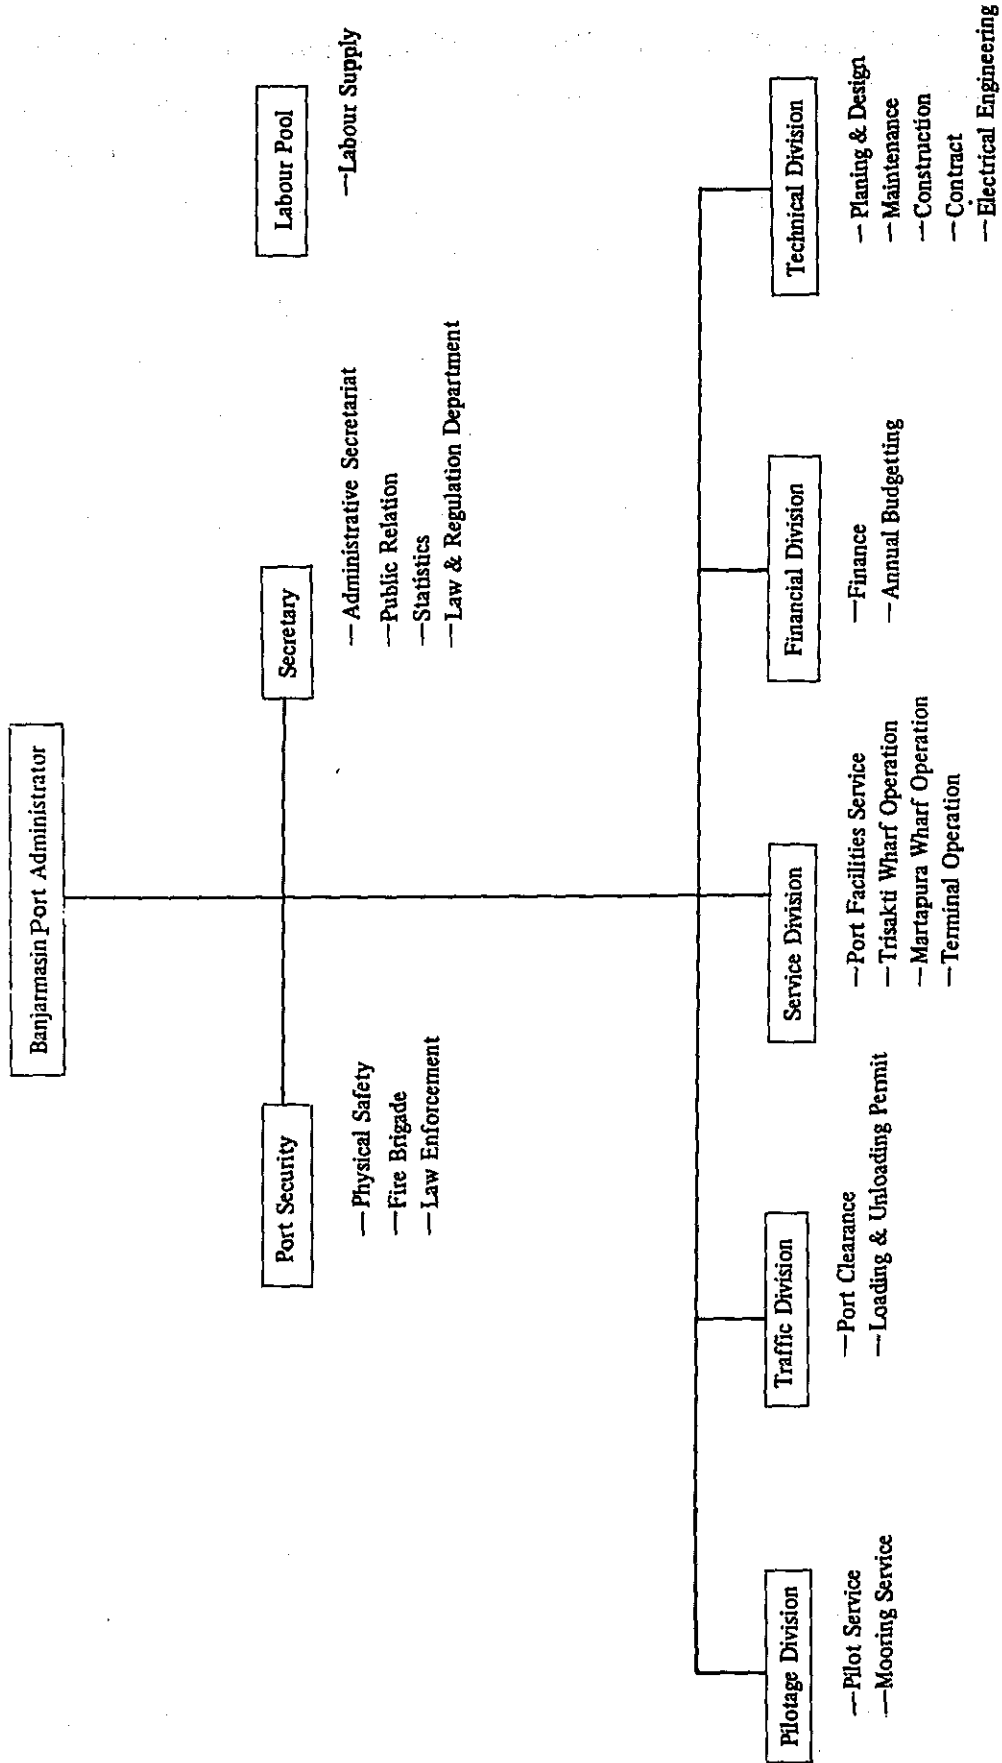 Banjarmasin Port Administrator
Port Security
—Physical Safety
—Fire Brigade
—Law Enforcement
Secretary
—Administrative Secretariat
—Public Relation
—Statistics
—Law & Regulation Department
Labour Pool
—Labour Supply
Pilotage Division
—Pilot Service
—Mooring Service
Traffic Division
—Port Clearance
—Loading & Unloading Permit
Service Division
—Port Facilities Service
—Trisakti Wharf Operation
—Martapura Wharf Operation
—Terminal Operation
Financial Division
—Finance
—Annual Budgetting
Technical Division
—Planing & Design
—Maintenance
—Construction
—Contract
—Electrical Engineering